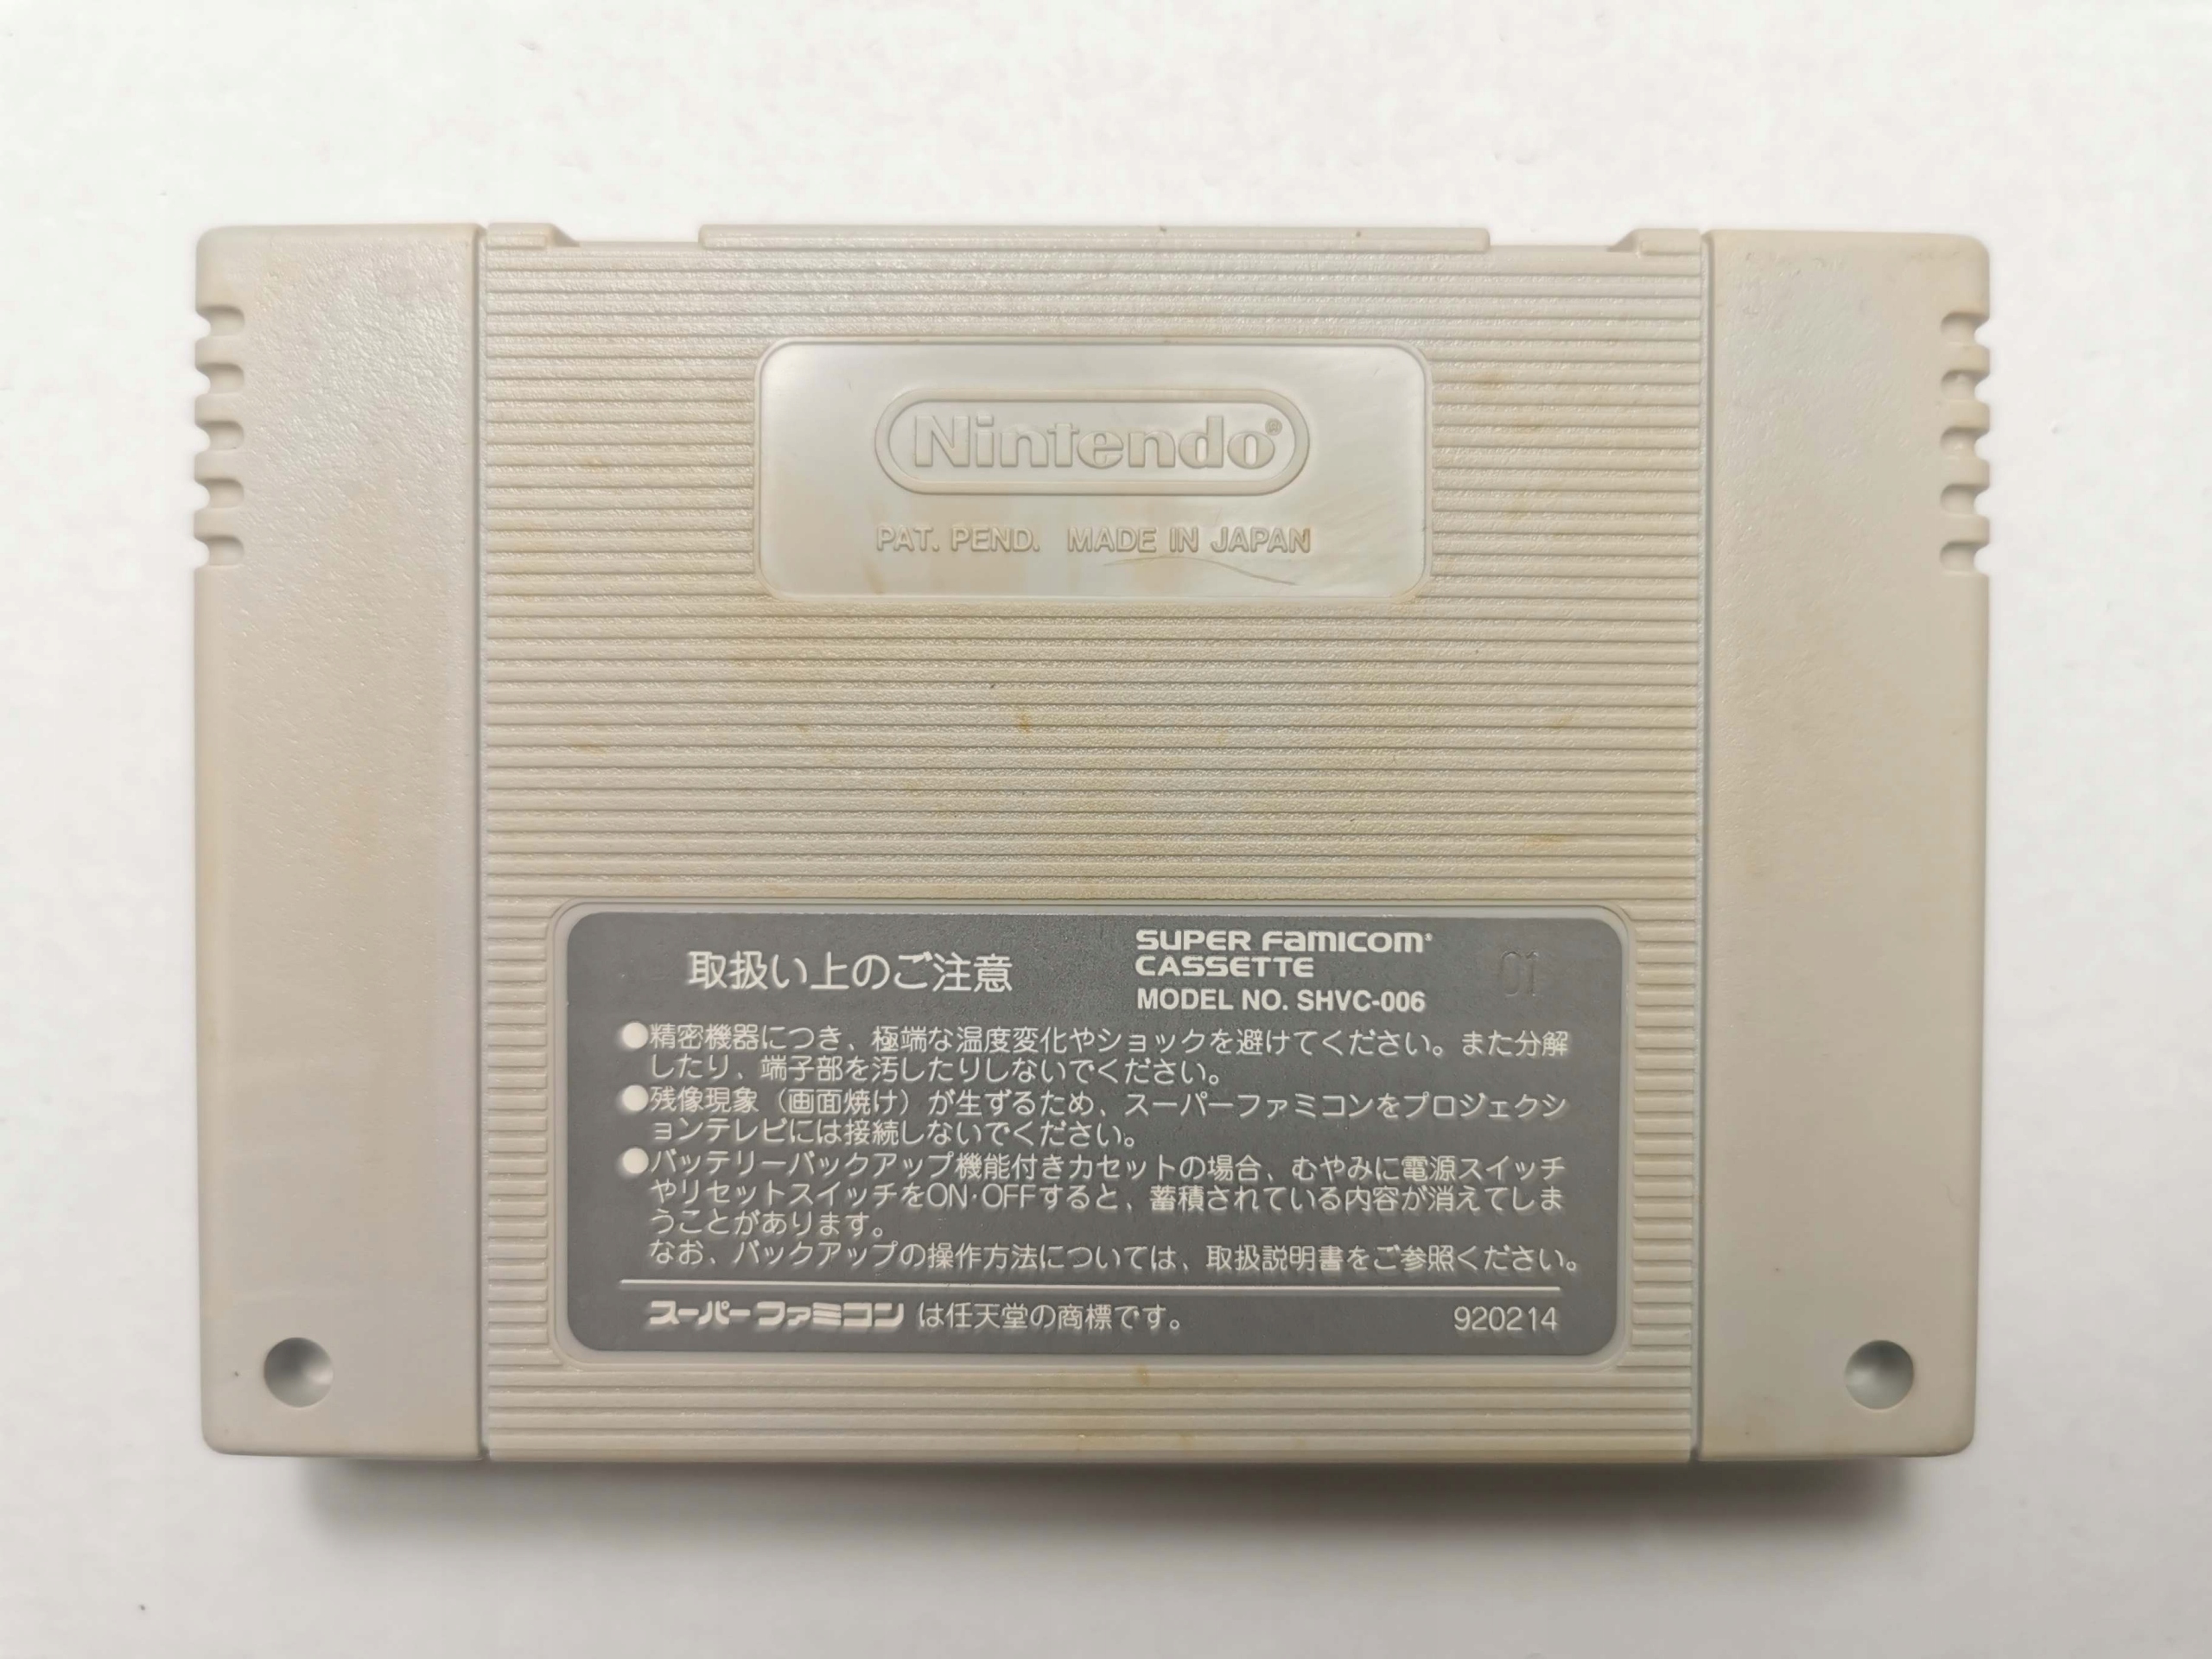 Nintendo®
PAT. PEND. MADE IN JAPAN
取扱い上のご注意
SUPER FAMICOM
CASSETTE
MODEL NO. SHVC-006
01
●精密機器につき、極端な温度変化やショックを避けてください。また分解
したり、端子部を汚したりしないでください。
●残像現象（画面焼け）が生ずるため、スーパーファミコンをプロジェクシ
ョンテレビには接続しないでください。
●バッテリーバックアップ機能付きカセットの場合、むやみに電源スイッチ
やリセットスイッチをON·OFFすると、蓄積されている内容が消えてしま
うことがあります。
なお、バックアップの操作方法については、取扱説明書をご参照ください。
スーパーファミコン は任天堂の商標です。
920214